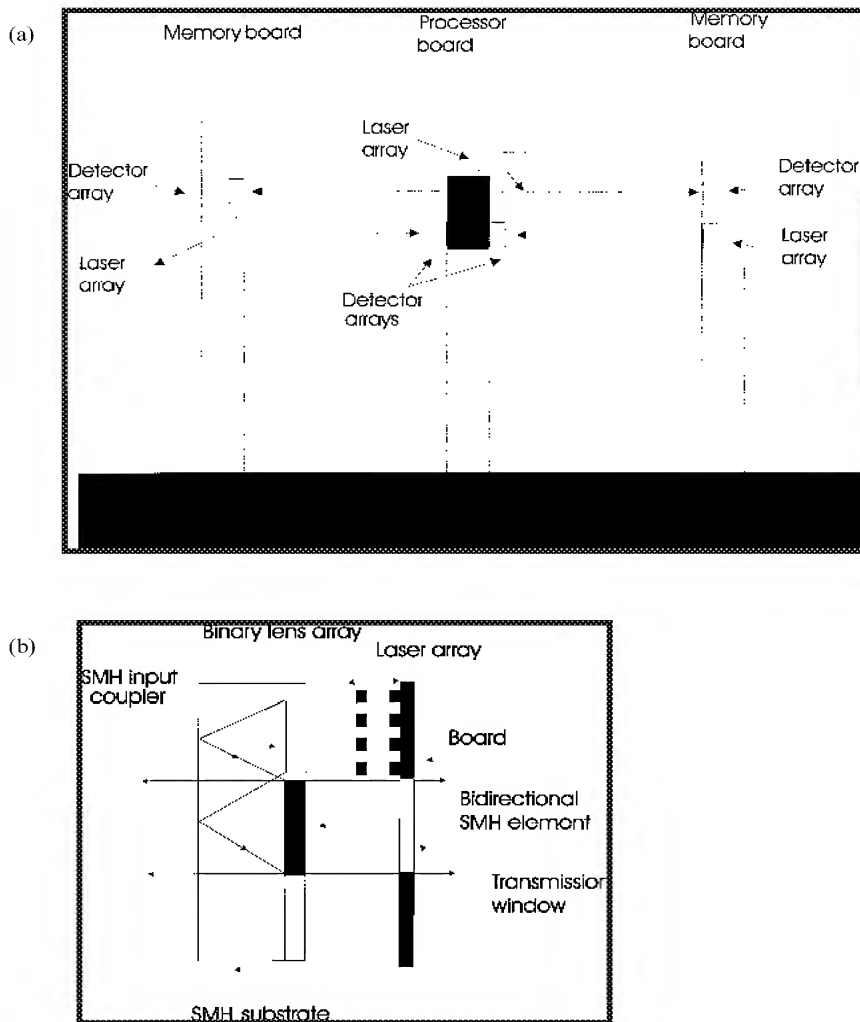 (a)
Memory board
Processor
board
Memory
board
Laser
array
Detector
array
Detector
array
Laser
array
Laser
array
Detector
arrays
(b)
Binary lens array
Laser array
SMH input
coupler
Board
Bidirectional
SMH element
Transmission
window
SMH substrate